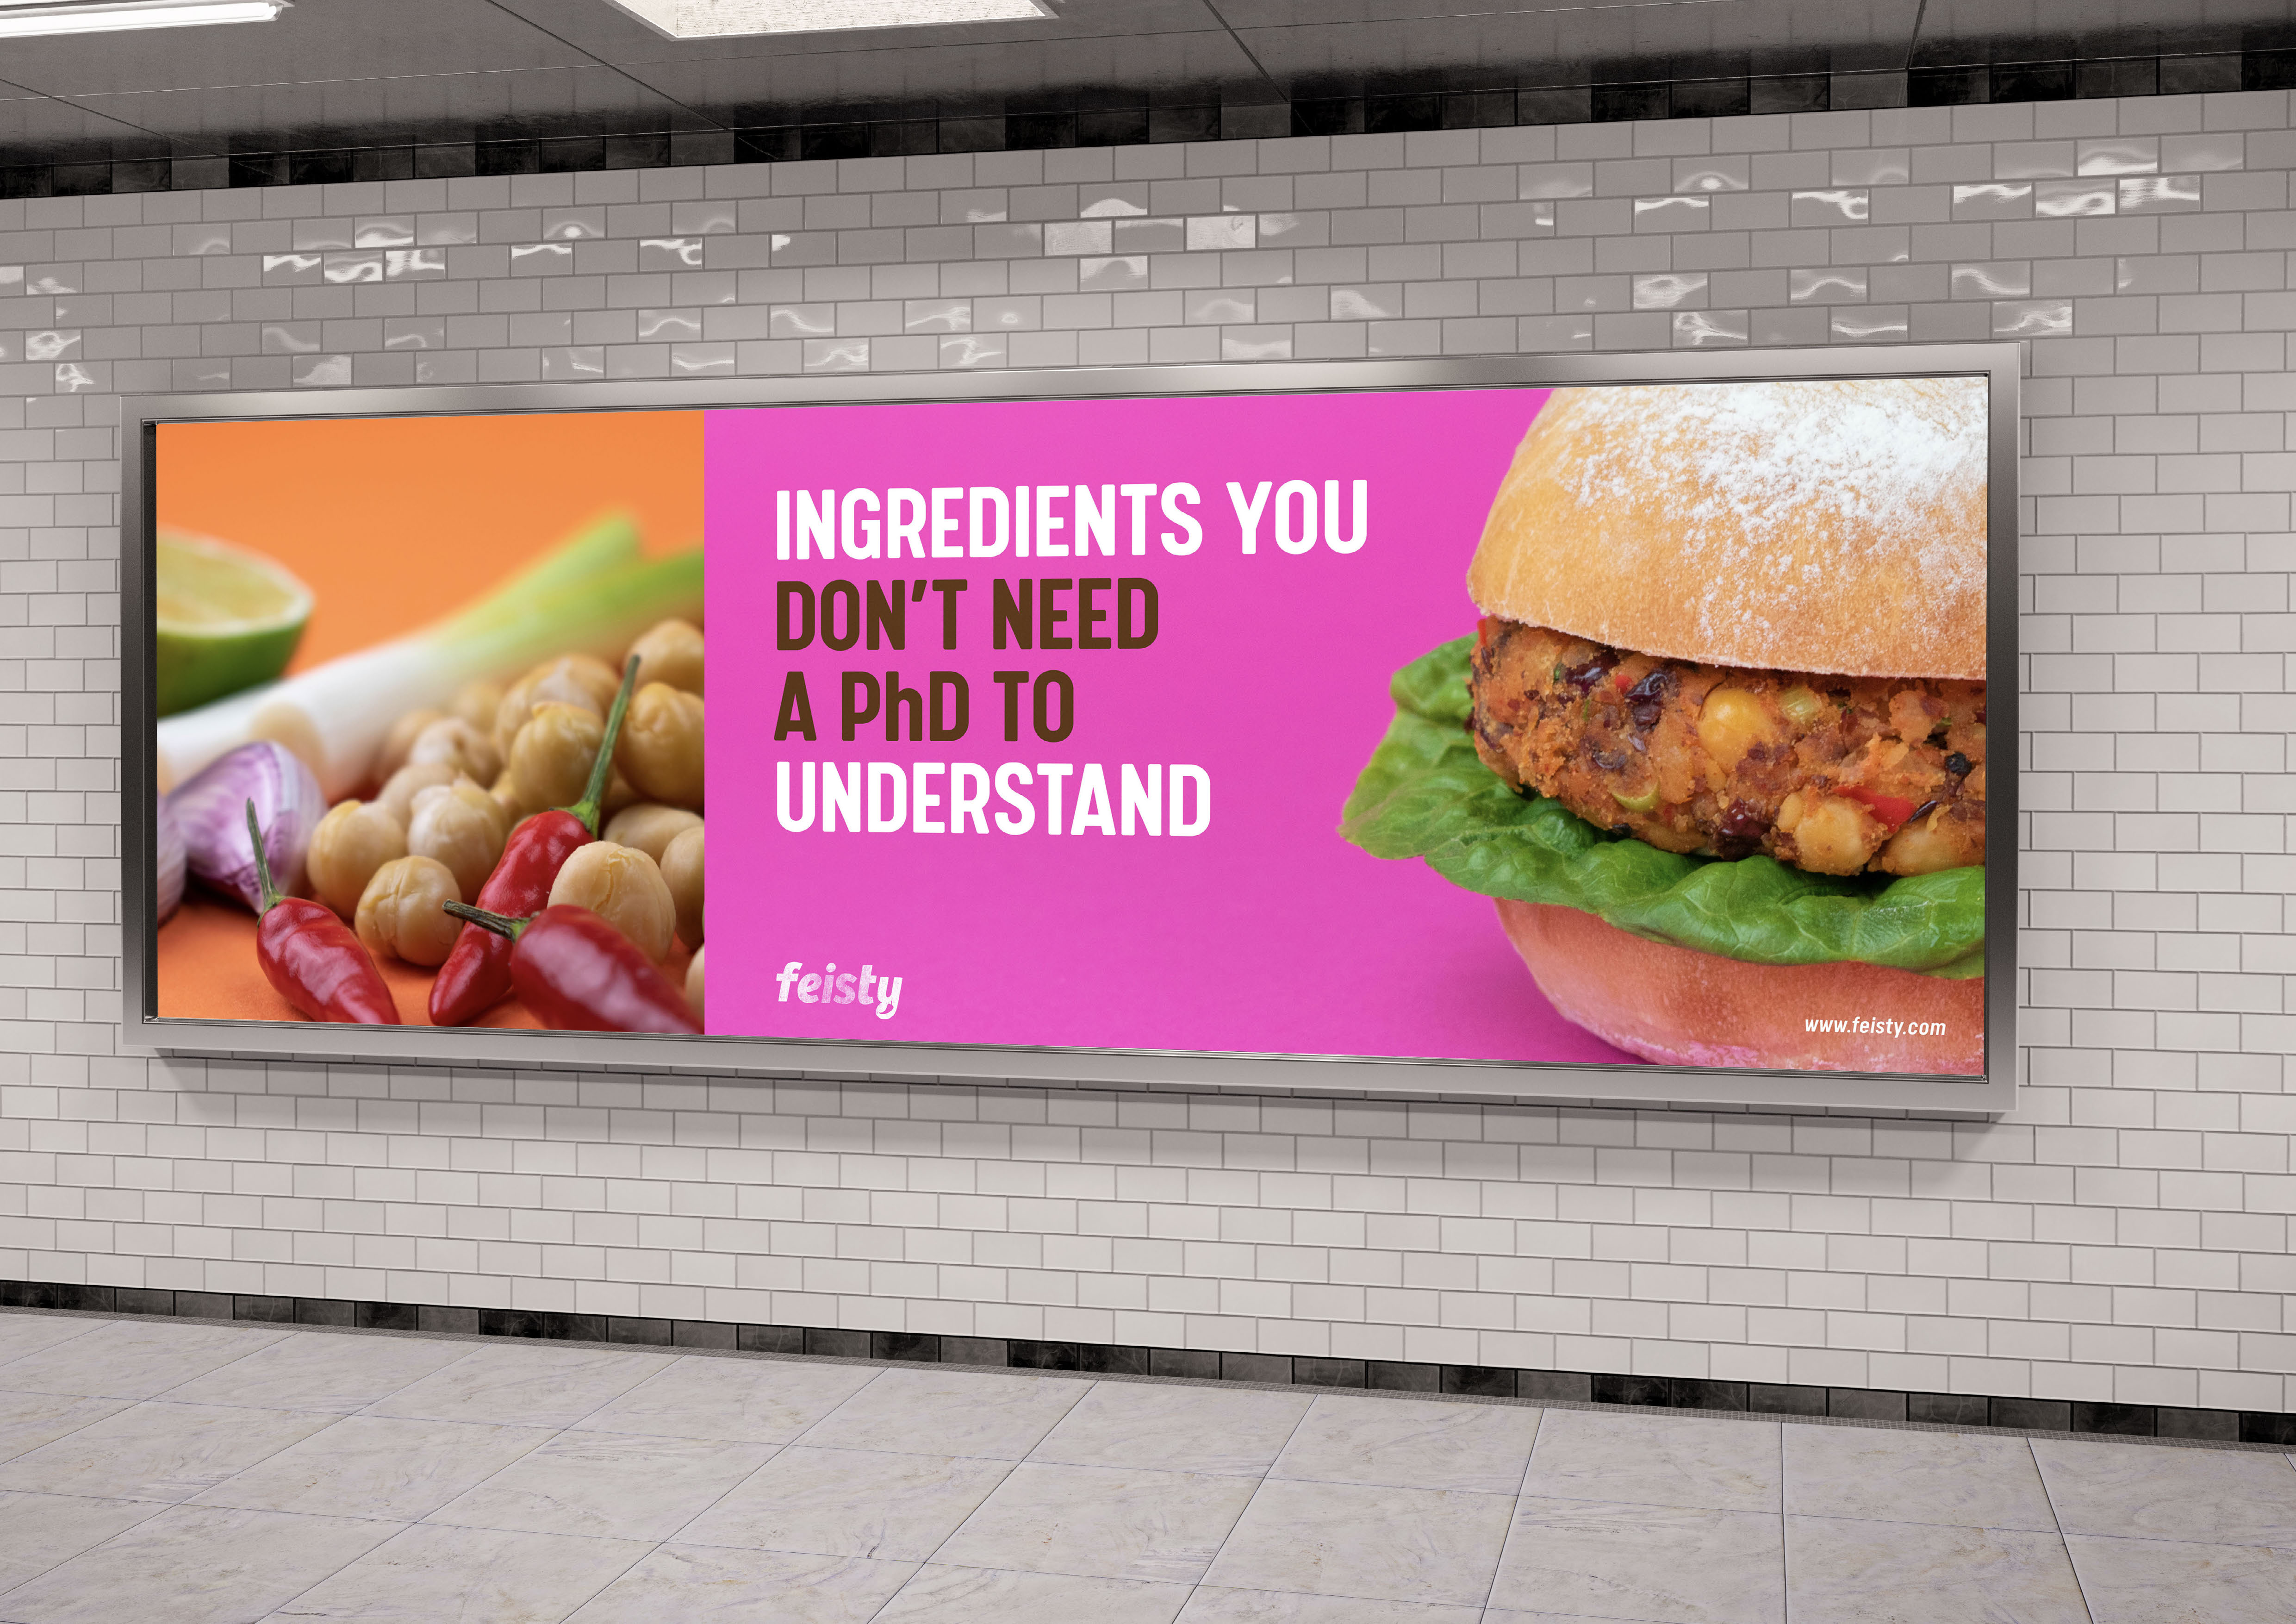 INGREDIENTS YOU
DON'T NEED
A PhD TO
UNDERSTAND
feisty
www.feisty.com